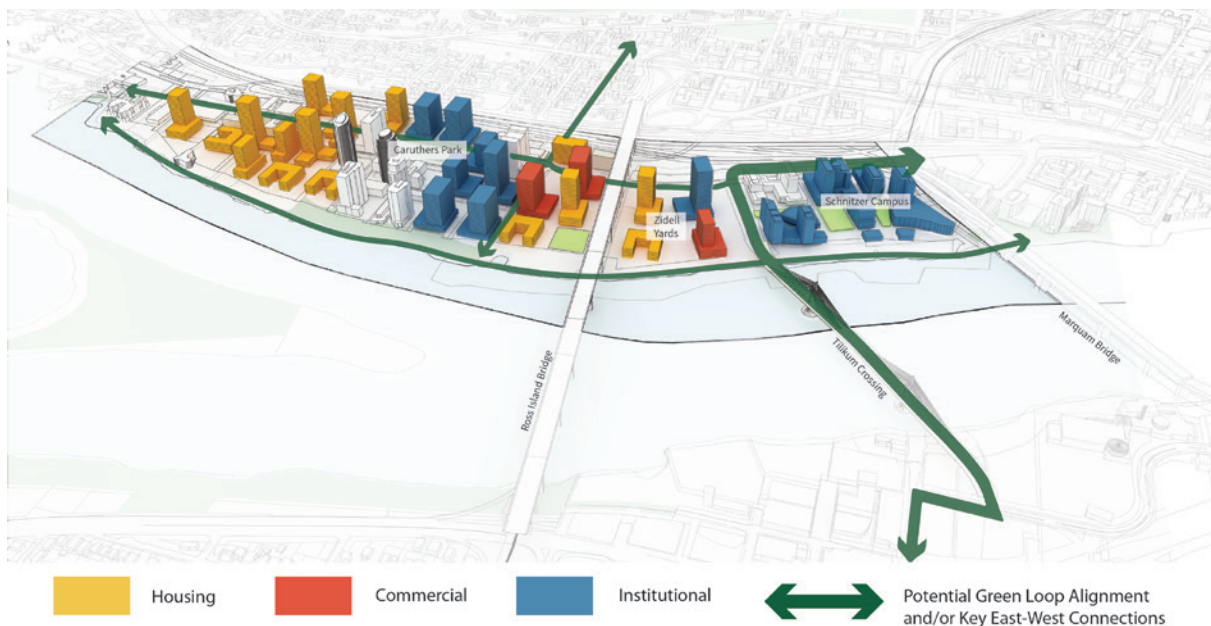 Caruthers Park
Zidell
Yards
Schnitzer Campus
Ross Island Bridge
Tilikum Crossing
Marquam Bridge
Housing
Commercial
Institutional
Potential Green Loop Alignment
and/or Key East-West Connections